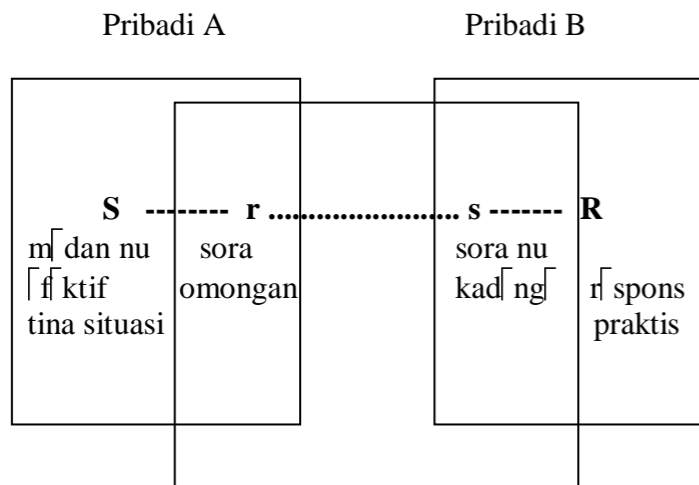 Pribadi A Pribadi B
S -------- r .......................... s ------- R
m⌈dan nu sora sora nu
⌈f⌈ktif omongan kad⌈ng⌈ r⌈spons
tina situasi praktis